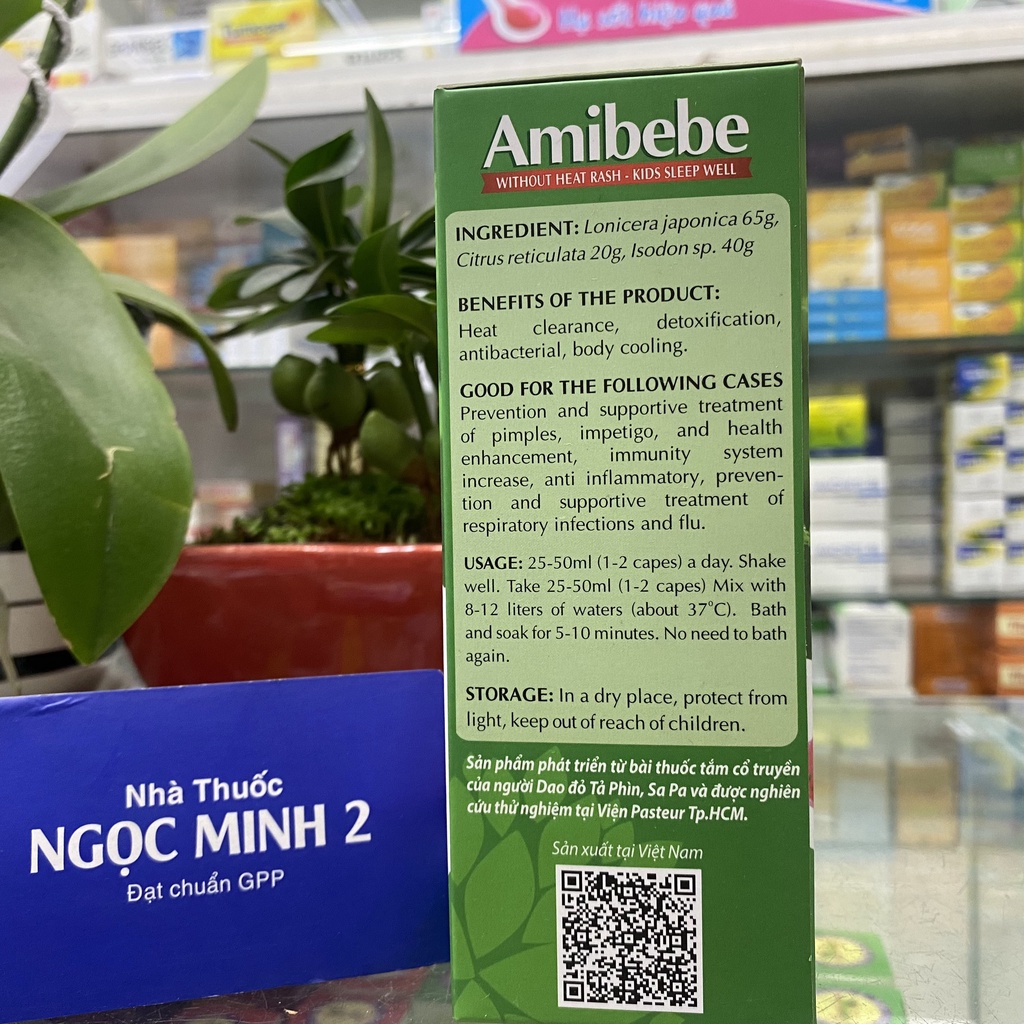 Hạ sốt hiệu quả
Amibebe
WITHOUT HEAT RASH - KIDS SLEEP WELL
INGREDIENT: Lonicera japonica 65g,
Citrus reticulata 20g, Isodon sp. 40g
BENEFITS OF THE PRODUCT:
Heat clearance, detoxification,
antibacterial, body cooling.
GOOD FOR THE FOLLOWING CASES
Prevention and supportive treatment
of pimples, impetigo, and health
enhancement, immunity system
increase, anti inflammatory, preven-
tion and supportive treatment of
respiratory infections and flu.
USAGE: 25-50ml (1-2 capes) a day. Shake
well. Take 25-50ml (1-2 capes) Mix with
8-12 liters of waters (about 37°C). Bath
and soak for 5-10 minutes. No need to bath
again.
STORAGE: In a dry place, protect from
light, keep out of reach of children.
Sản phẩm phát triển từ bài thuốc tắm cổ truyền
của người Dao đỏ Tả Phìn, Sa Pa và được nghiên
cứu thử nghiệm tại Viện Pasteur Tp.HCM.
Sản xuất tại Việt Nam
Nhà Thuốc
NGỌC MINH 2
Đạt chuẩn GPP